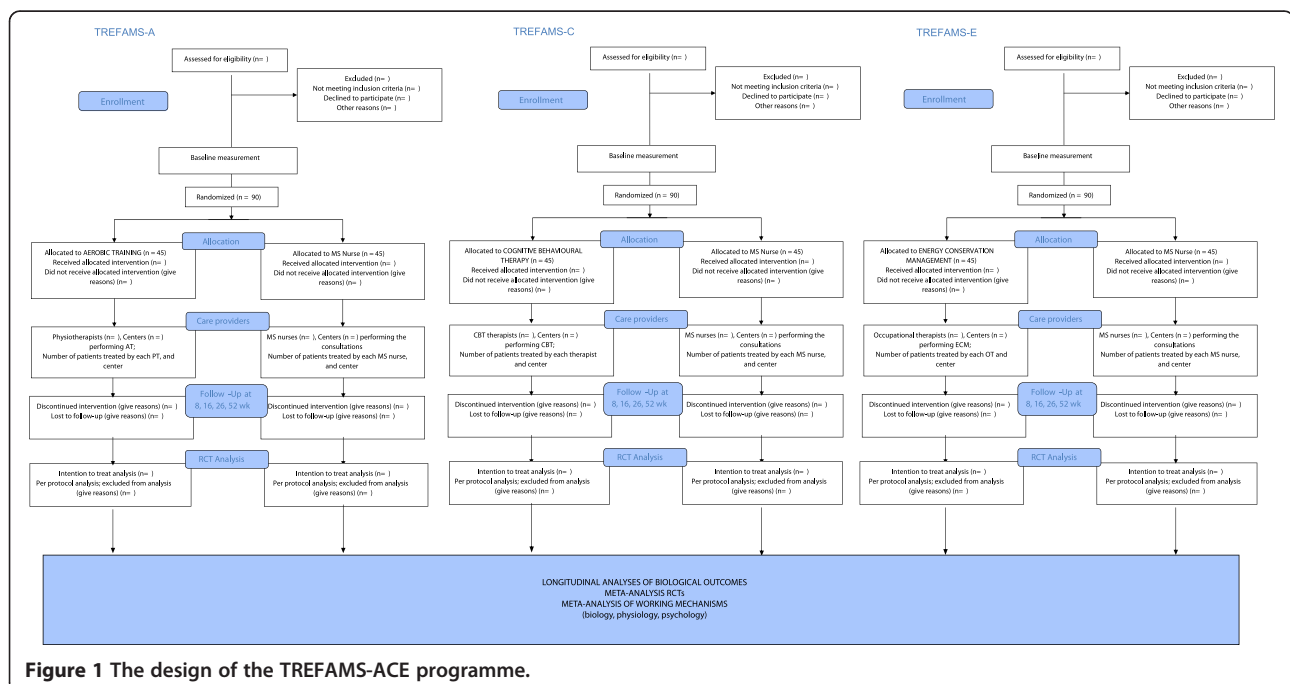 TREFAMS-A
Assessed for eligibility (n= )
Excluded (n= )
Not meeting inclusion criteria (n= )
Declined to participate (n= )
Other reasons (n= )
Enrollment
Baseline measurement
Randomized (n = 90)
Allocation
Allocated to AEROBIC TRAINING (n = 45)
Received allocated intervention (n= )
Did not receive allocated intervention (give
reasons) (n= )
Allocated to MS Nurse (n = 45)
Received allocated intervention (n= )
Did not receive allocated intervention (give
reasons) (n= )
Care providers
Physiotherapists (n= ), Centers (n = )
performing AT;
Number of patients treated by each PT, and
center
MS nurses (n= ), Centers (n= ) performing the
consultations
Number of patients treated by each MS nurse,
and center
Follow -Up at
8, 16, 26, 52 wk
Discontinued intervention (give reasons) (n= )
Lost to follow-up (give reasons) (n= )
Discontinued intervention (give reasons) (n= )
Lost to follow-up (give reasons) (n= )
RCT Analysis
Intention to treat analysis (n= )
Per protocol analysis; excluded from analysis
(give reasons) (n= )
Intention to treat analysis (n= )
Per protocol analysis; excluded from analysis
(give reasons) (n= )
TREFAMS-C
Assessed for eligibility (n= )
Excluded (n= )
Not meeting inclusion criteria (n= )
Declined to participate (n= )
Other reasons (n= )
Enrollment
Baseline measurement
Randomized (n = 90)
Allocation
Allocated to COGNITIVE BEHAVIOURAL
THERAPY (n = 45)
Received allocated intervention (n= )
Did not receive allocated intervention (give
reasons) (n= )
Allocated to MS Nurse (n = 45)
Received allocated intervention (n= )
Did not receive allocated intervention (give
reasons) (n= )
Care providers
CBT therapists (n= ), Centers (n = )
performing CBT;
Number of patients treated by each therapist
and center
MS nurses (n= ), Centers (n= ) performing the
consultations
Number of patients treated by each MS nurse,
and center
Follow -Up at
8, 16, 26, 52 wk
Discontinued intervention (give reasons) (n= )
Lost to follow-up (give reasons) (n= )
Discontinued intervention (give reasons) (n= )
Lost to follow-up (give reasons) (n= )
RCT Analysis
Intention to treat analysis (n= )
Per protocol analysis; excluded from analysis
(give reasons) (n= )
Intention to treat analysis (n= )
Per protocol analysis; excluded from analysis
(give reasons) (n= )
TREFAMS-E
Assessed for eligibility (n= )
Excluded (n= )
Not meeting inclusion criteria (n= )
Declined to participate (n= )
Other reasons (n= )
Enrollment
Baseline measurement
Randomized (n = 90)
Allocation
Allocated to ENERGY CONSERVATION
MANAGEMENT (n = 45)
Received allocated intervention (n= )
Did not receive allocated intervention (give
reasons) (n= )
Allocated to MS Nurse (n = 45)
Received allocated intervention (n= )
Did not receive allocated intervention (give
reasons) (n= )
Care providers
Occupational therapists (n= ), Centers (n = )
performing ECM;
Number of patients treated by each OT and
center
MS nurses (n= ), Centers (n= ) performing the
consultations
Number of patients treated by each MS nurse,
and center
Follow -Up at
8, 16, 26, 52 wk
Discontinued intervention (give reasons) (n= )
Lost to follow-up (give reasons) (n= )
Discontinued intervention (give reasons) (n= )
Lost to follow-up (give reasons) (n= )
RCT Analysis
Intention to treat analysis (n= )
Per protocol analysis; excluded from analysis
(give reasons) (n= )
Intention to treat analysis (n= )
Per protocol analysis; excluded from analysis
(give reasons) (n= )
LONGITUDINAL ANALYSES OF BIOLOGICAL OUTCOMES
META-ANALYSIS RCTs
META-ANALYSIS OF WORKING MECHANISMS
(biology, physiology, psychology)
Figure 1 The design of the TREFAMS-ACE programme.